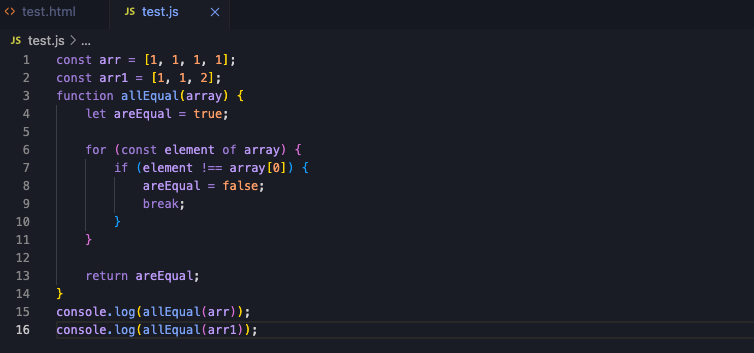 <> test.html JS test.js ×
JS test.js > ...
1 const arr = [1, 1, 1, 1];
2 const arr1 = [1, 1, 2];
3 function allEqual(array) {
4     let areEqual = true;
5
6     for (const element of array) {
7         if (element !== array[0]) {
8             areEqual = false;
9             break;
10         }
11     }
12
13     return areEqual;
14 }
15 console.log(allEqual(arr));
16 console.log(allEqual(arr1));